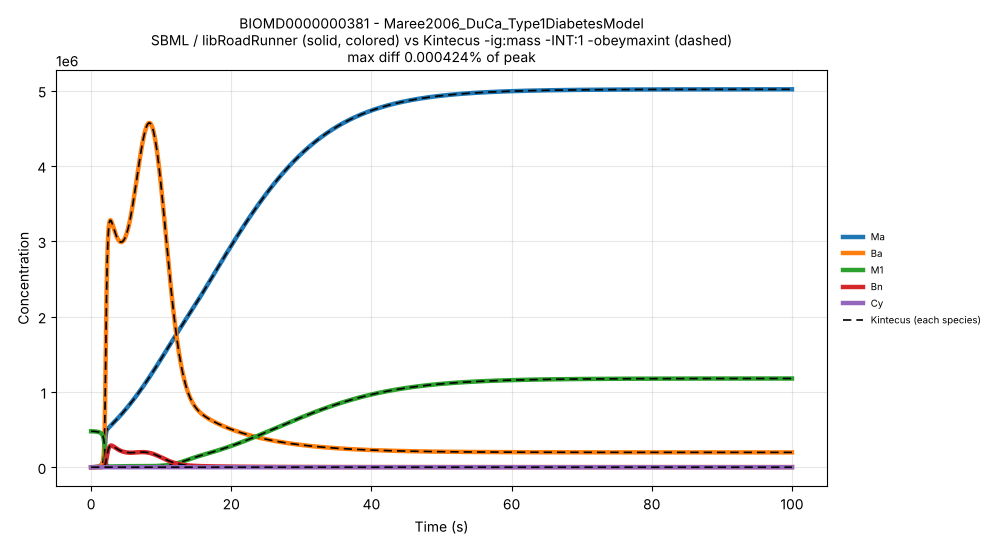 BIOMD0000000381 - Maree2006_DuCa_Type1DiabetesModel
SBML / libRoadRunner (solid, colored) vs Kintecus -ig:mass -INT:1 -obeymaxint (dashed)
max diff 0.000424% of peak
1e6
5
4
3
2
1
0
Concentration
0 20 40 60 80 100
Time (s)
Ma
Ba
M1
Bn
Cy
Kintecus (each species)